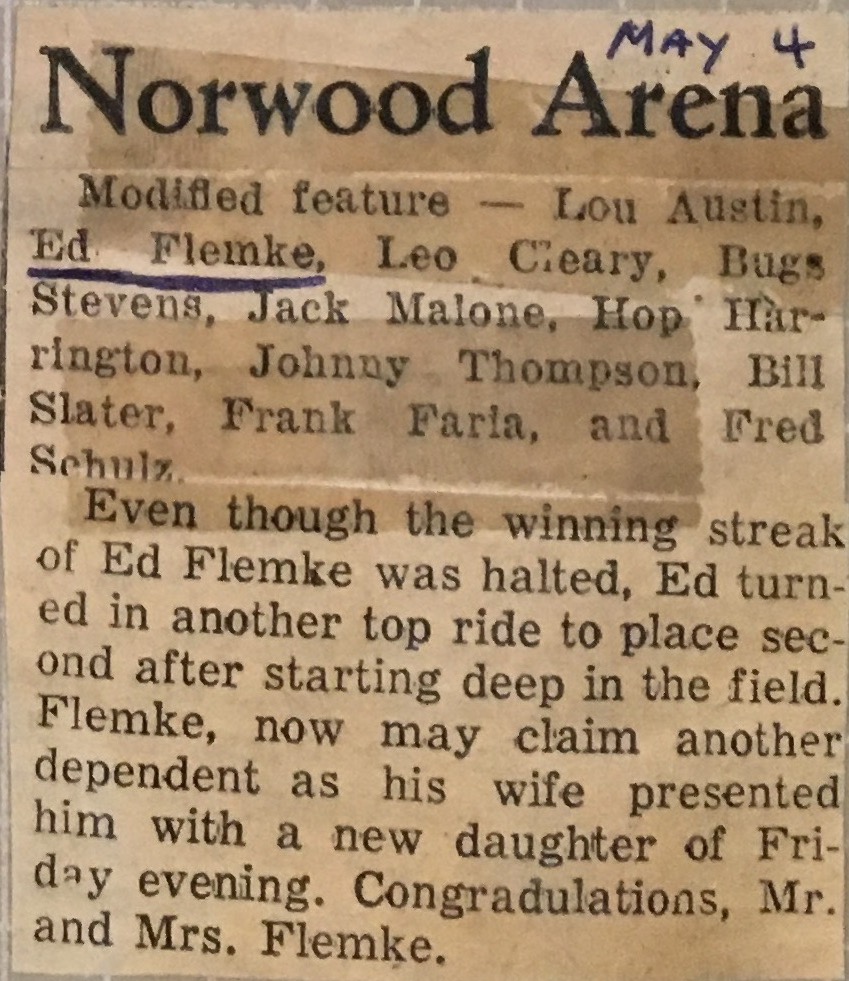 MAY 4
Norwood Arena
Modified feature — Lou Austin,
Ed Flemke, Leo Cleary, Bugs
Stevens, Jack Malone, Hop Har-
rington, Johnny Thompson, Bill
Slater, Frank Faria, and Fred
Schulz.
Even though the winning streak
of Ed Flemke was halted, Ed turn-
ed in another top ride to place sec-
ond after starting deep in the field.
Flemke, now may claim another
dependent as his wife presented
him with a new daughter of Fri-
day evening. Congradulations, Mr.
and Mrs. Flemke.